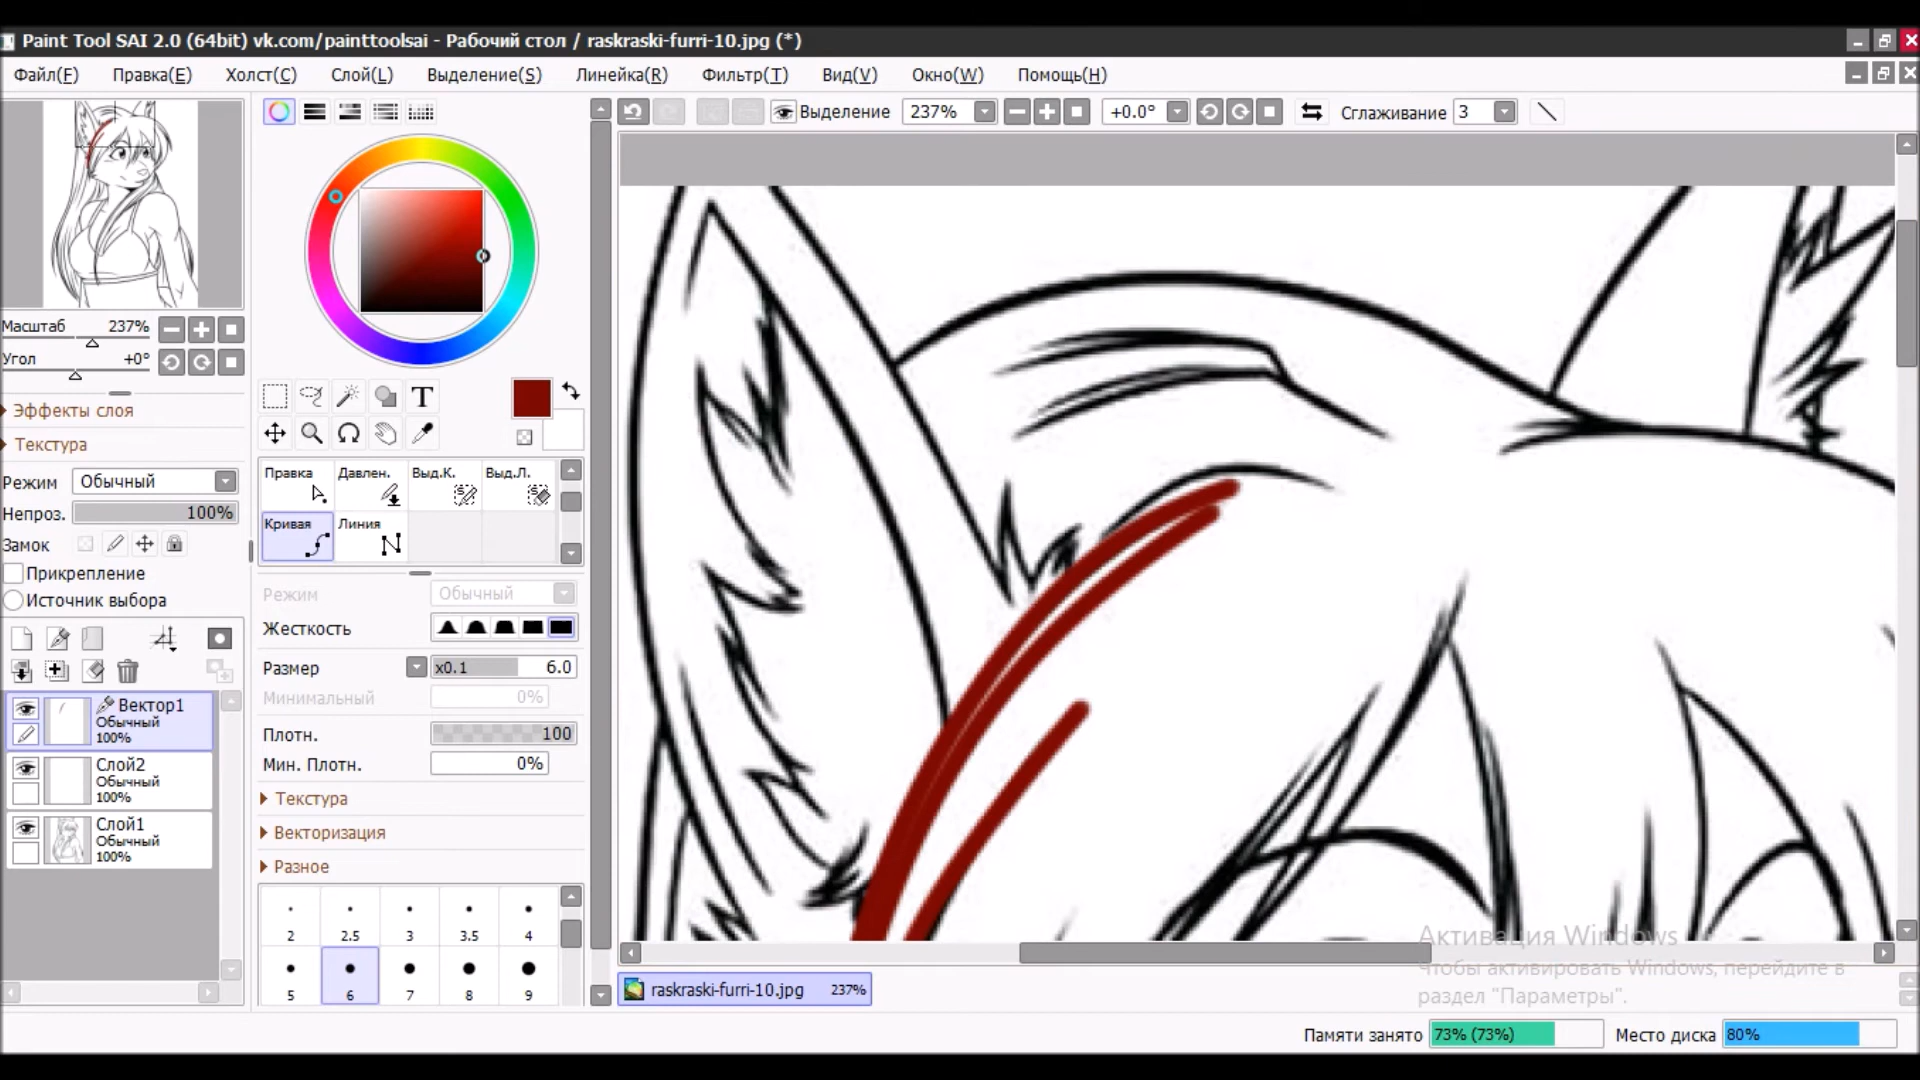 Paint Tool SAI 2.0 (64bit) vk.com/painttoolsai - Рабочий стол / raskraski-furri-10.jpg (*)
Файл(F) Правка(E) Холст(C) Слой(L) Выделение(S) Линейка(R) Фильтр(T) Вид(V) Окно(W) Помощь(H)
Выделение 237% +0.0° Сглаживание 3
Масштаб 237%
Угол +0°
Эффекты слоя
Текстура
Режим Обычный
Непроз. 100%
Замок
Прикрепление
Источник выбора
Вектор1
Обычный
100%
Слой2
Обычный
100%
Слой1
Обычный
100%
T
Правка Давлен. Выд.К. Выд.Л.
Кривая Линия
Режим Обычный
Жесткость
Размер x0.1 6.0
Минимальный 0%
Плотн. 100
Мин. Плотн. 0%
Текстура
Векторизация
Разное
2 2.5 3 3.5 4
5 6 7 8 9
raskraski-furri-10.jpg 237%
Активация Windows
Чтобы активировать Windows, перейдите в
раздел "Параметры".
Памяти занято 73% (73%) Место диска 80%